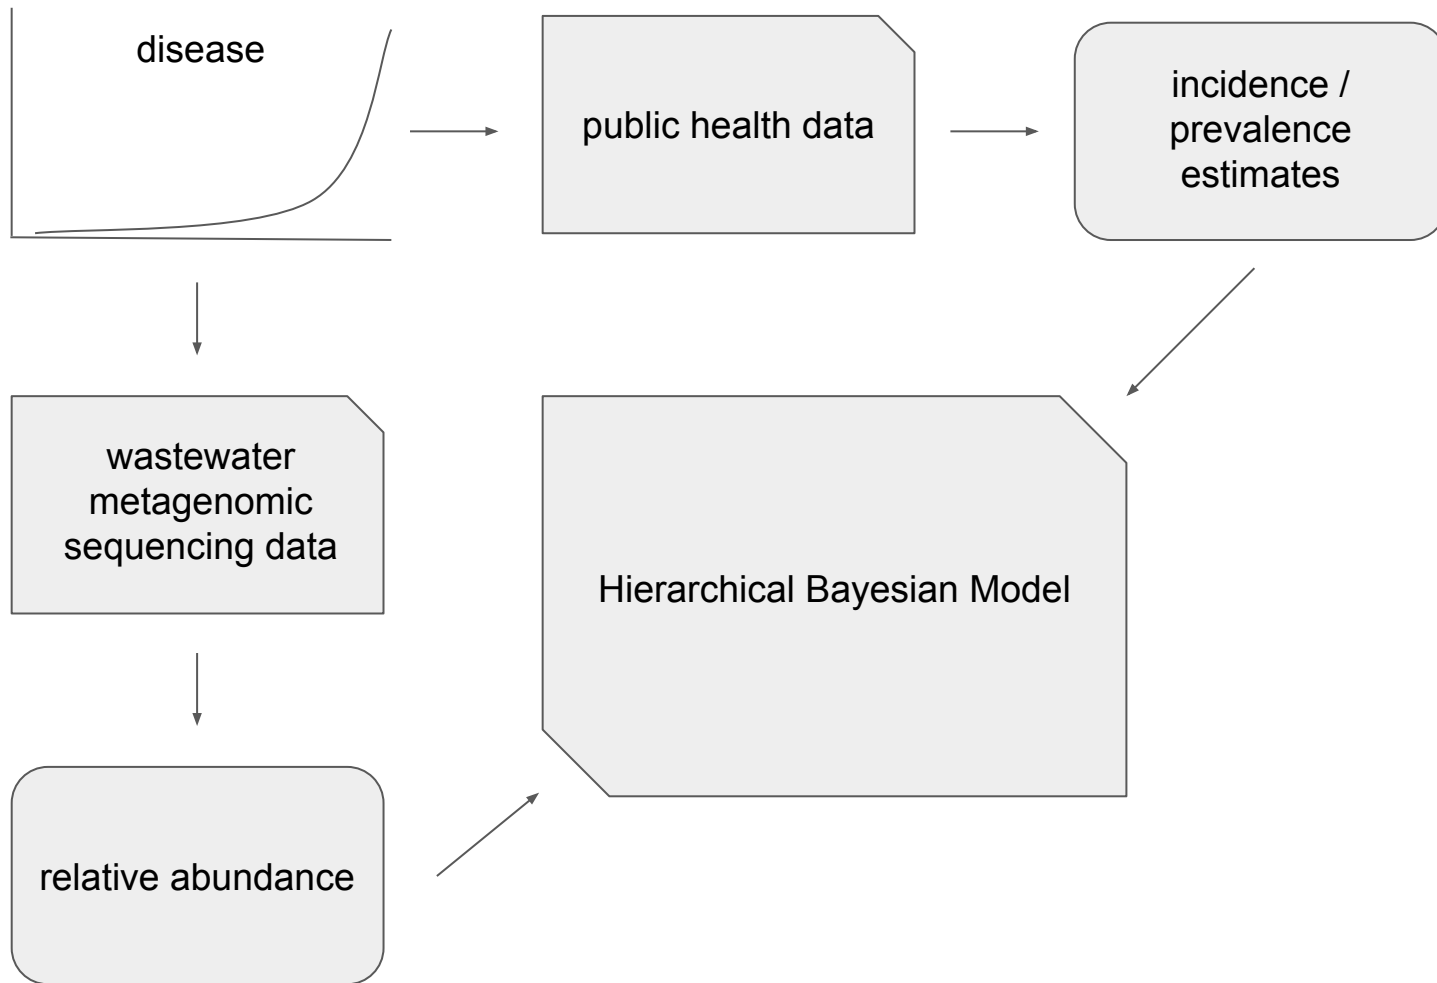 disease
public health data
incidence /
prevalence
estimates
wastewater
metagenomic
sequencing data
Hierarchical Bayesian Model
relative abundance